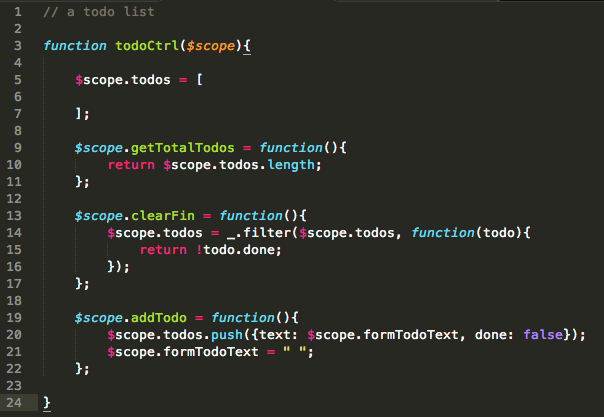 1 // a todo list
2
3 function todoCtrl($scope){
4
5 $scope.todos = [
6
7 ];
8
9 $scope.getTotalTodos = function(){
10 return $scope.todos.length;
11 };
12
13 $scope.clearFin = function(){
14 $scope.todos = _.filter($scope.todos, function(todo){
15 return !todo.done;
16 });
17 };
18
19 $scope.addTodo = function(){
20 $scope.todos.push({text: $scope.formTodoText, done: false});
21 $scope.formTodoText = " ";
22 };
23
24 }